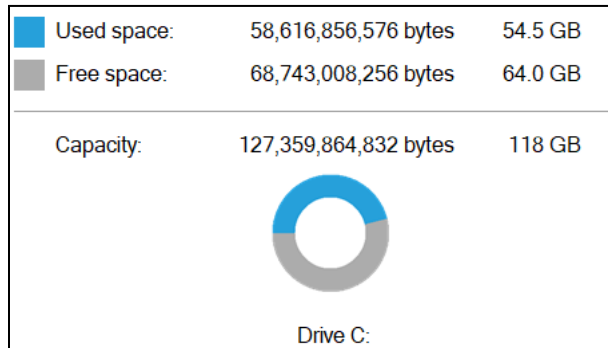 Used space: 58,616,856,576 bytes 54.5 GB
Free space: 68,743,008,256 bytes 64.0 GB
Capacity: 127,359,864,832 bytes 118 GB
Drive C: